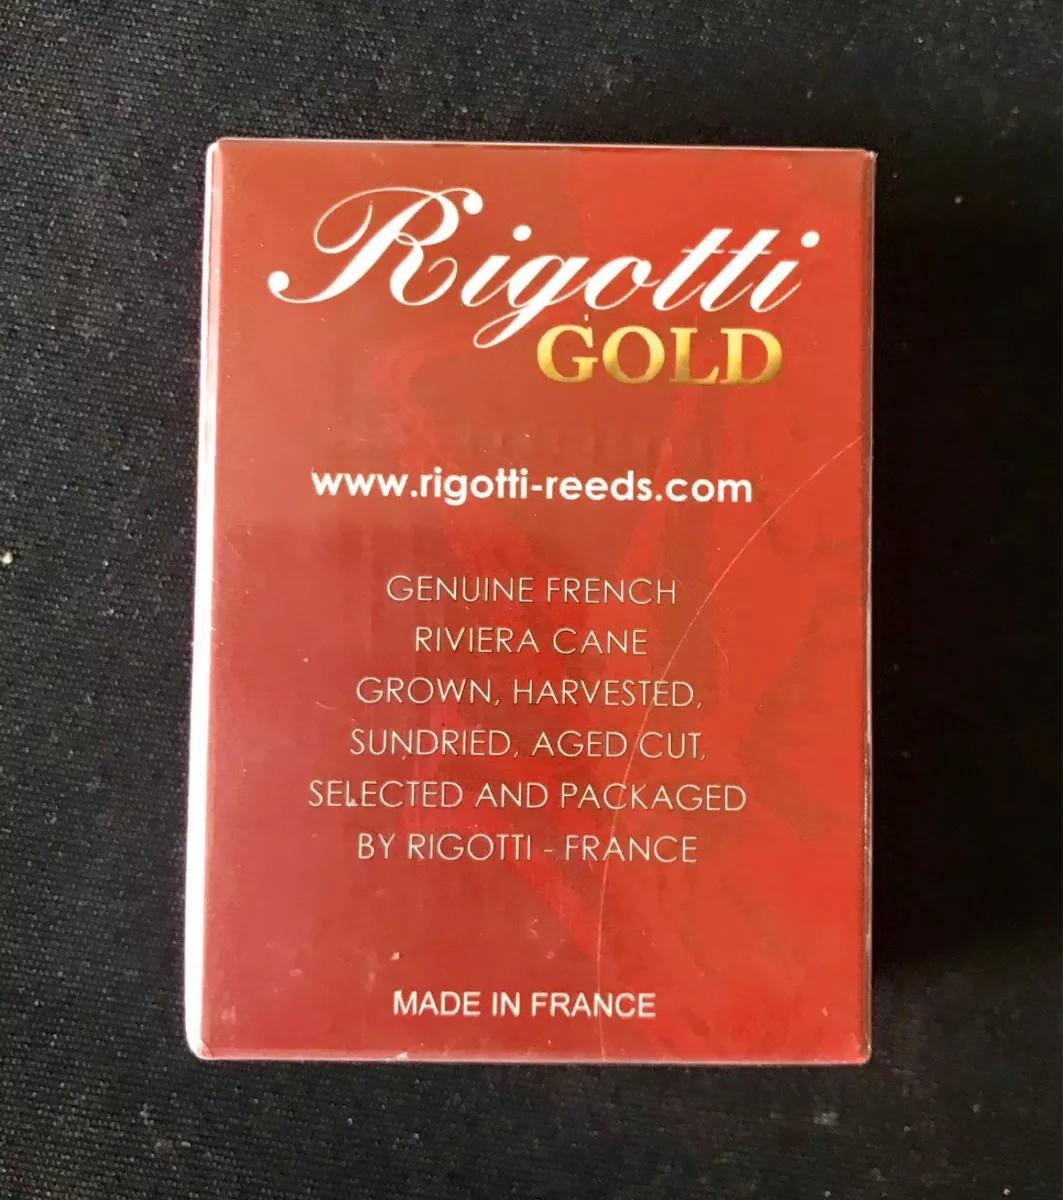 Rigotti
GOLD
www.rigotti-reeds.com
GENUINE FRENCH
RIVIERA CANE
GROWN, HARVESTED,
SUNDRIED, AGED CUT,
SELECTED AND PACKAGED
BY RIGOTTI - FRANCE
MADE IN FRANCE